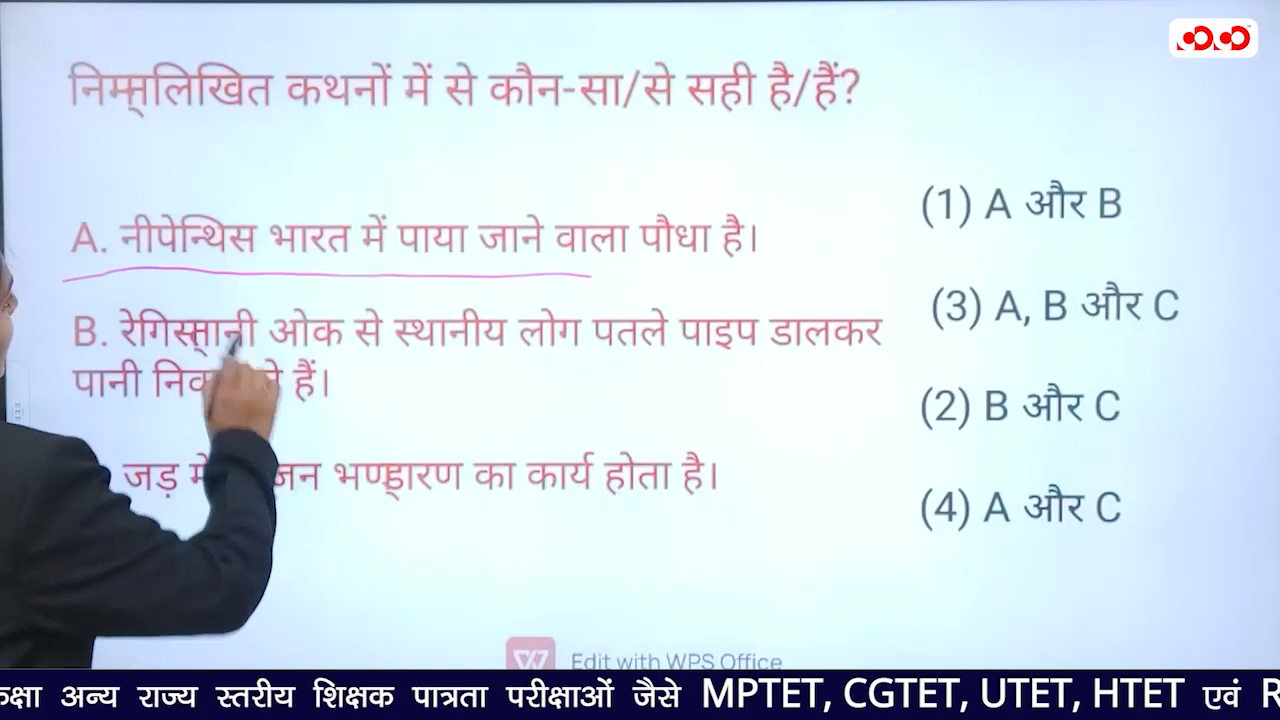 निम्नलिखित कथनों में से कौन-सा/से सही है/हैं?
A. नीपेन्थिस भारत में पाया जाने वाला पौधा है।
B. रेगिस्तानी ओक से स्थानीय लोग पतले पाइप डालकर
पानी हैं।
जड़ भण्डारण का कार्य होता है।
(1) A और B
(3) A, B और C
(2) B और C
(4) A और C
Edit with WPS Office
अन्य राज्य स्तरीय शिक्षक पात्रता परीक्षाओं जैसे MPTET, CGTET, UTET, HTET एवं